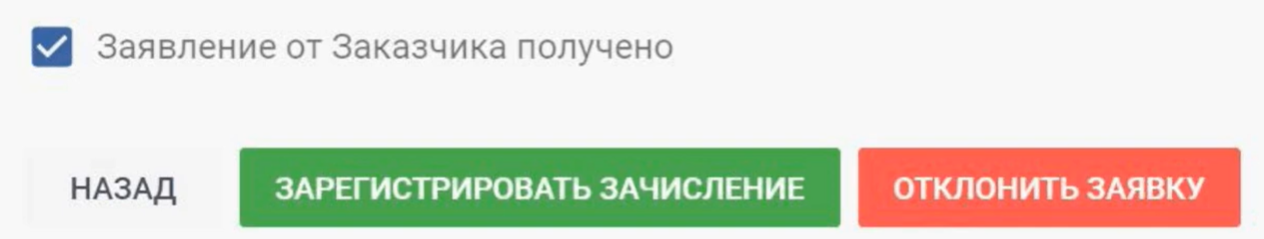 Заявление от Заказчика получено
НАЗАД ЗАРЕГИСТРИРОВАТЬ ЗАЧИСЛЕНИЕ ОТКЛОНИТЬ ЗАЯВКУ